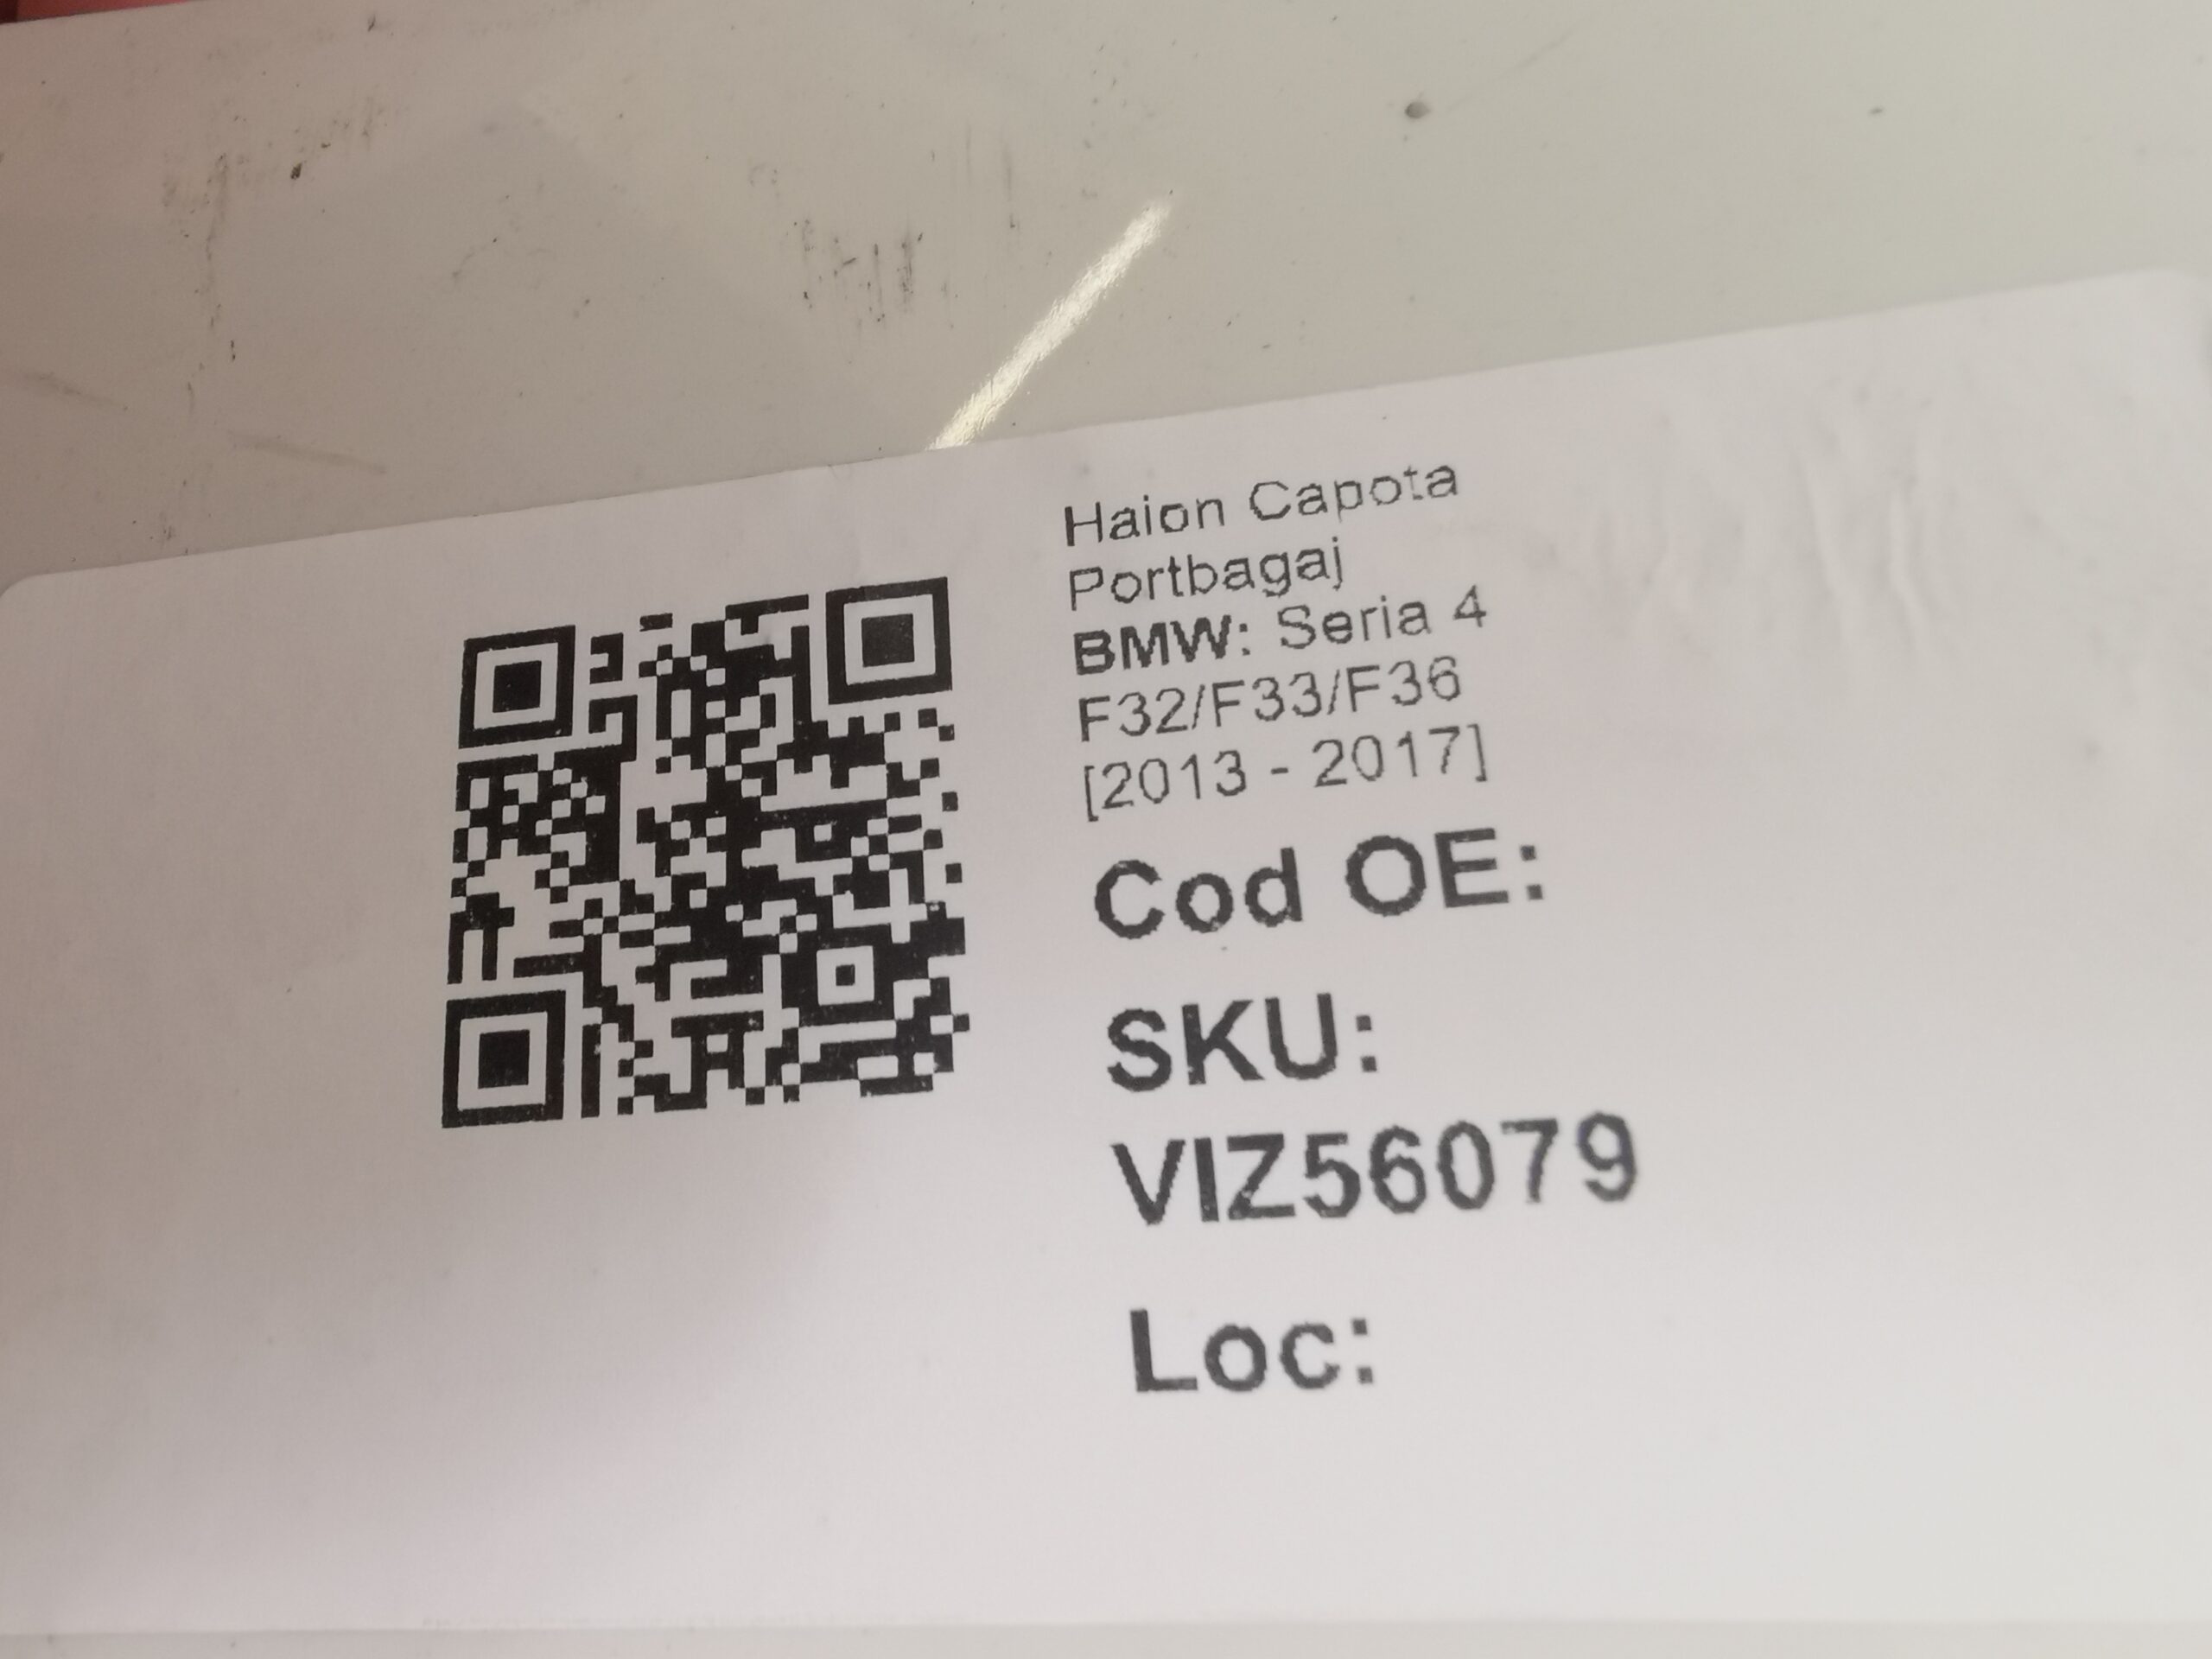 Haion Capota
Portbagaj
BMW: Seria 4
F32/F33/F36
[2013 - 2017]
Cod OE:
SKU:
VIZ56079
Loc: